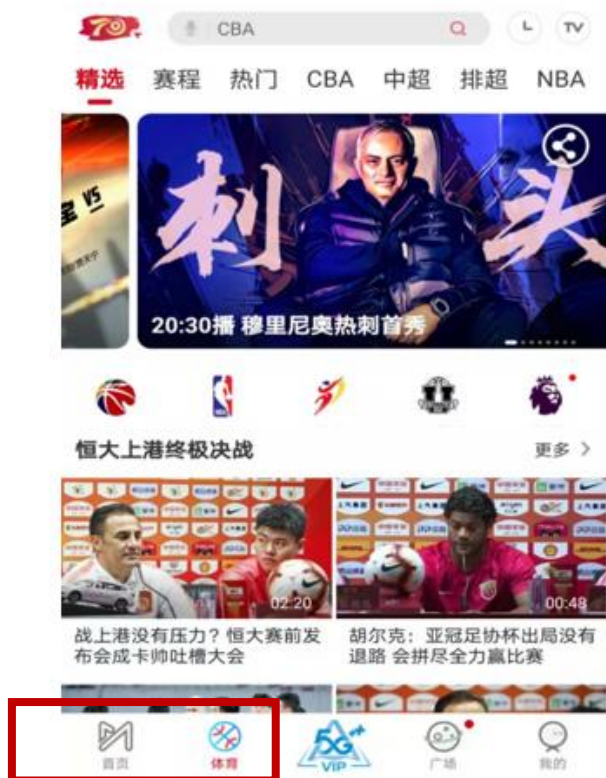 70
CBA
TV
精选 赛程 热门 CBA 中超 排超 NBA
VS
刺头
20:30播 穆里尼奥热刺首秀
恒大上港终极决战
更多 >
02:20
00:48
战上港没有压力？恒大赛前发
布会成卡帅吐槽大会
胡尔克：亚冠足协杯出局没有
退路 会拼尽全力赢比赛
首页
体育
5G+
VIP
广场
我的